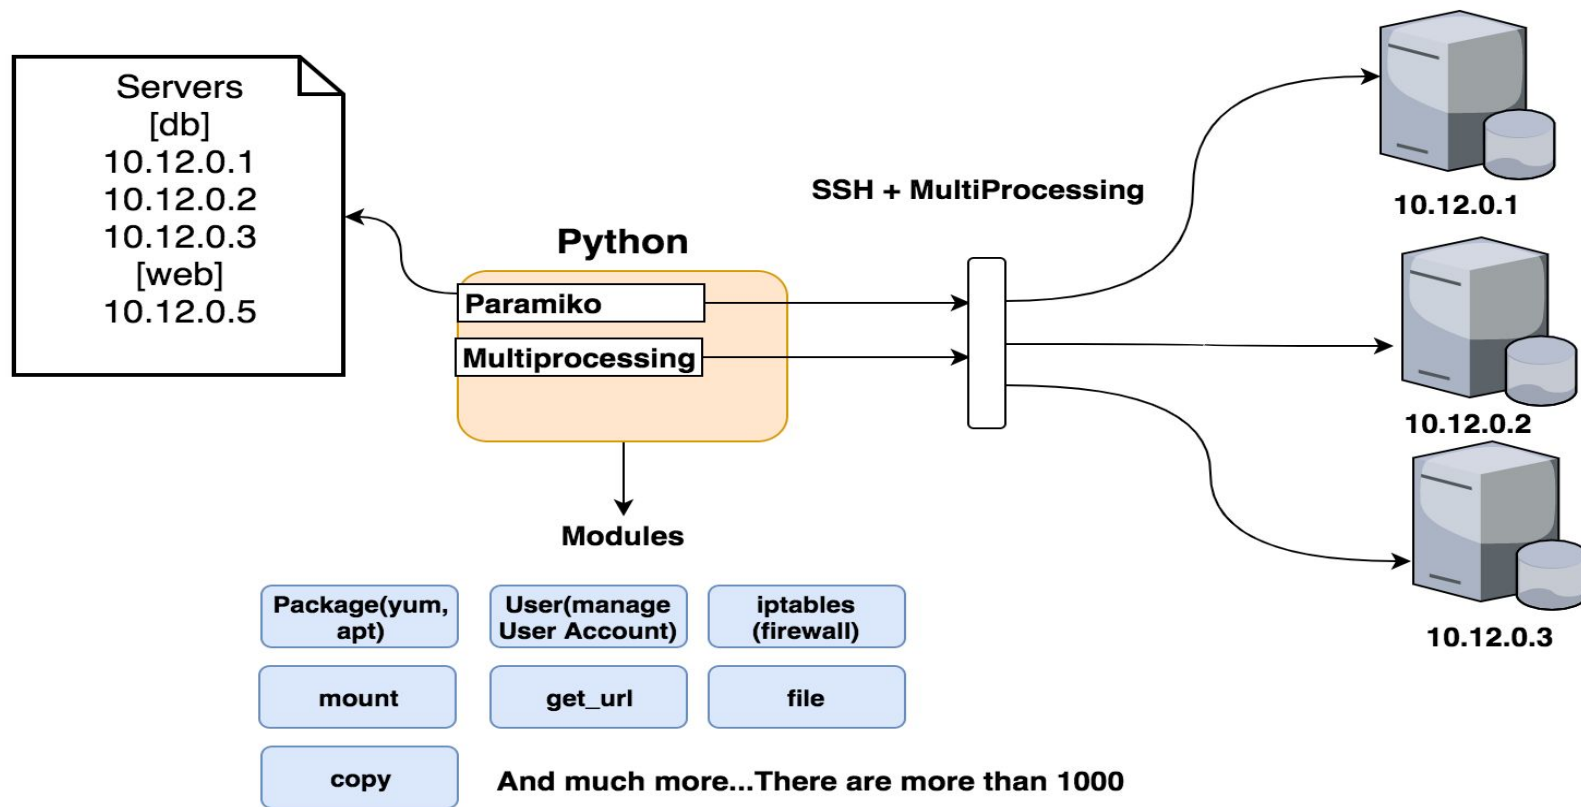 Servers
[db]
10.12.0.1
10.12.0.2
10.12.0.3
[web]
10.12.0.5
Python
Paramiko
Multiprocessing
SSH + MultiProcessing
10.12.0.1
10.12.0.2
10.12.0.3
Modules
Package(yum,
apt)
User(manage
User Account)
iptables
(firewall)
mount
get_url
file
copy
And much more...There are more than 1000